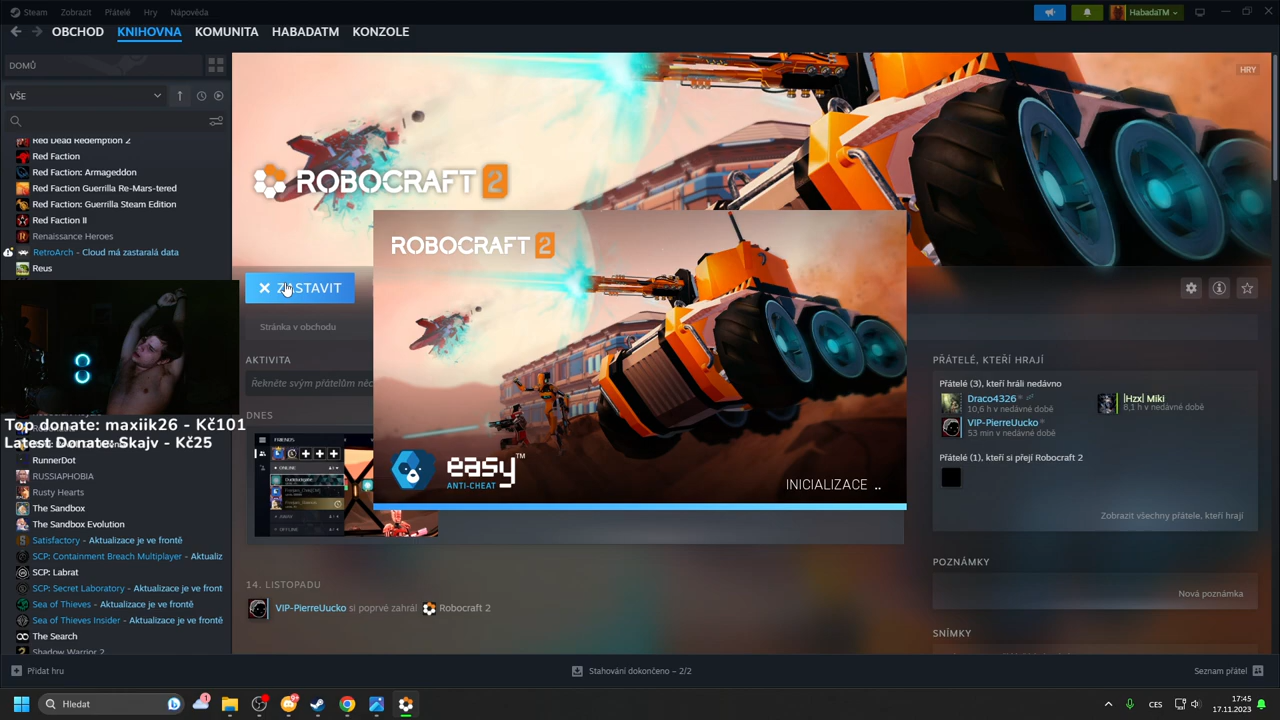 Steam Zobrazit Přátelé Hry Nápověda
HabadaTM
OBCHOD KNIHOVNA KOMUNITA HABADATM KONZOLE
DOMŮ
VŠE
Red Dead Redemption 2
Red Faction
Red Faction: Armageddon
Red Faction Guerrilla Re-Mars-tered
Red Faction: Guerrilla Steam Edition
Red Faction II
Renaissance Heroes
RetroArch - Cloud má zastaralá data
Reus
Top donate: maxiik26 - Kč101
Latest donate: Skajv - Kč25
RunnerDot
RUSSIAPHOBIA
Rusty Hearts
The Sandbox
The Sandbox Evolution
Satisfactory - Aktualizace je ve frontě
SCP: Containment Breach Multiplayer - Aktualiz
SCP: Labrat
SCP: Secret Laboratory - Aktualizace je ve front
Sea of Thieves - Aktualizace je ve frontě
Sea of Thieves Insider - Aktualizace je ve frontě
The Search
Shadow Warrior 2
Přidat hru
HRY
ROBOCRAFT 2
ZASTAVIT
Stránka v obchodu
AKTIVITA
Řekněte svým přátelům něc
DNES
FRIENDS
ONLINE
ROBOCRAFT 2
easy™
ANTI-CHEAT
INICIALIZACE ..
14. LISTOPADU
VIP-PierreUucko si poprvé zahrál Robocraft 2
PŘÁTELÉ, KTEŘÍ HRAJÍ
Přátelé (3), kteří hráli nedávno
Draco4326
10,6 h v nedávné době
|Hzx| Miki
8,1 h v nedávné době
VIP-PierreUucko
53 min v nedávné době
Přátelé (1), kteří si přejí Robocraft 2
Zobrazit všechny přátele, kteří hrají
POZNÁMKY
Nová poznámka
SNÍMKY
Stahování dokončeno – 2/2
Seznam přátel
Hledat
CES
17:45
17.11.2023